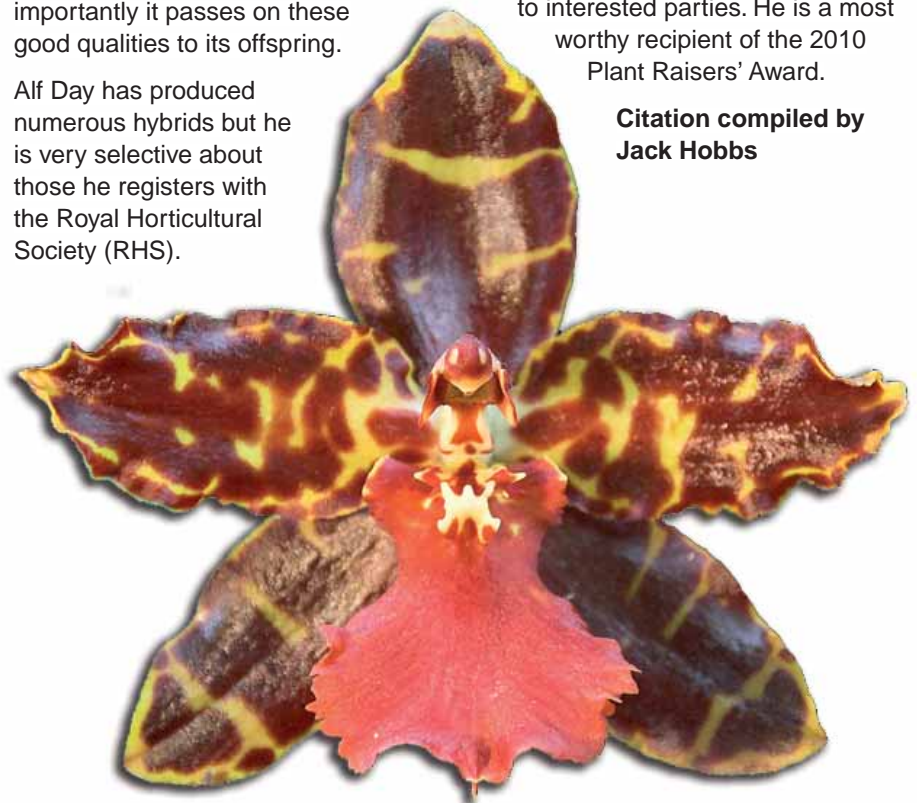 importantly it passes on these
good qualities to its offspring.
Alf Day has produced
numerous hybrids but he
is very selective about
those he registers with
the Royal Horticultural
Society (RHS).
to interested parties. He is a most
worthy recipient of the 2010
Plant Raisers’ Award.
Citation compiled by
Jack Hobbs